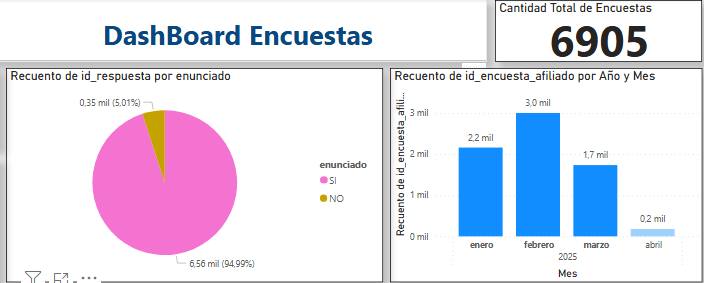 DashBoard Encuestas
Cantidad Total de Encuestas
6905
Recuento de id_respuesta por enunciado
0,35 mil (5,01%)
6,56 mil (94,99%)
enunciado
SI
NO
Recuento de id_encuesta_afiliado por Año y Mes
Recuento de id_encuesta_afili...
3 mil
2 mil
1 mil
0 mil
2,2 mil
3,0 mil
1,7 mil
0,2 mil
enero
febrero
marzo
abril
2025
Mes